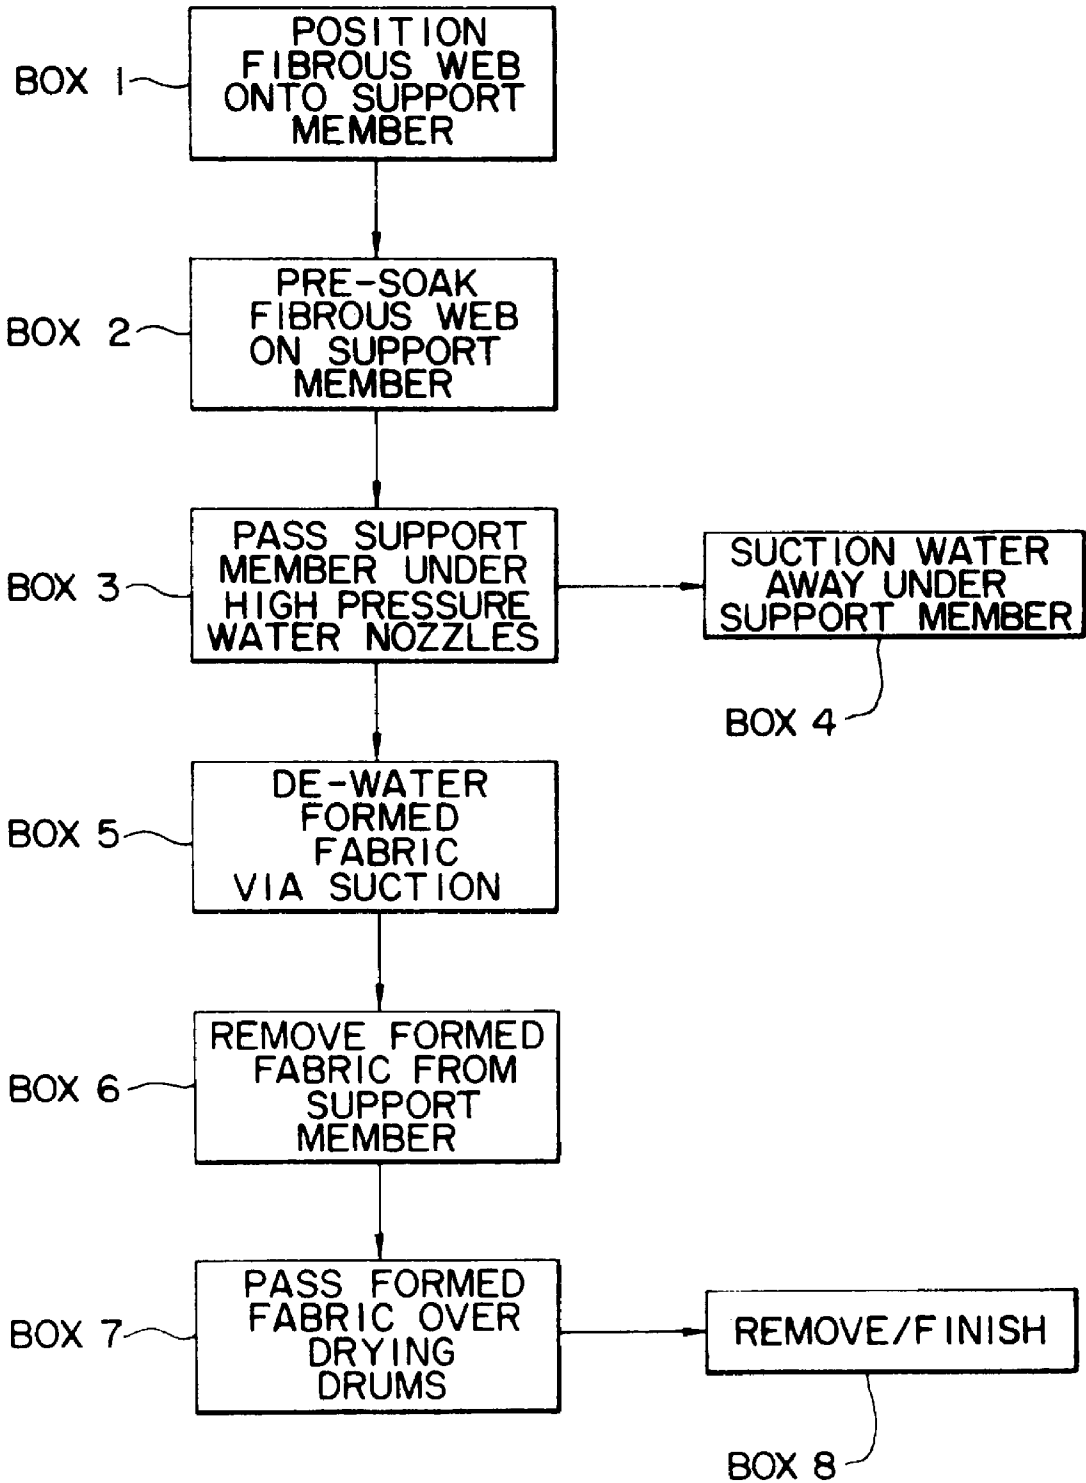 BOX 1
POSITION
FIBROUS WEB
ONTO SUPPORT
MEMBER
BOX 2
PRE-SOAK
FIBROUS WEB
ON SUPPORT
MEMBER
BOX 3
PASS SUPPORT
MEMBER UNDER
HIGH PRESSURE
WATER NOZZLES
SUCTION WATER
AWAY UNDER
SUPPORT MEMBER
BOX 4
BOX 5
DE-WATER
FORMED
FABRIC
VIA SUCTION
BOX 6
REMOVE FORMED
FABRIC FROM
SUPPORT
MEMBER
BOX 7
PASS FORMED
FABRIC OVER
DRYING
DRUMS
REMOVE/FINISH
BOX 8